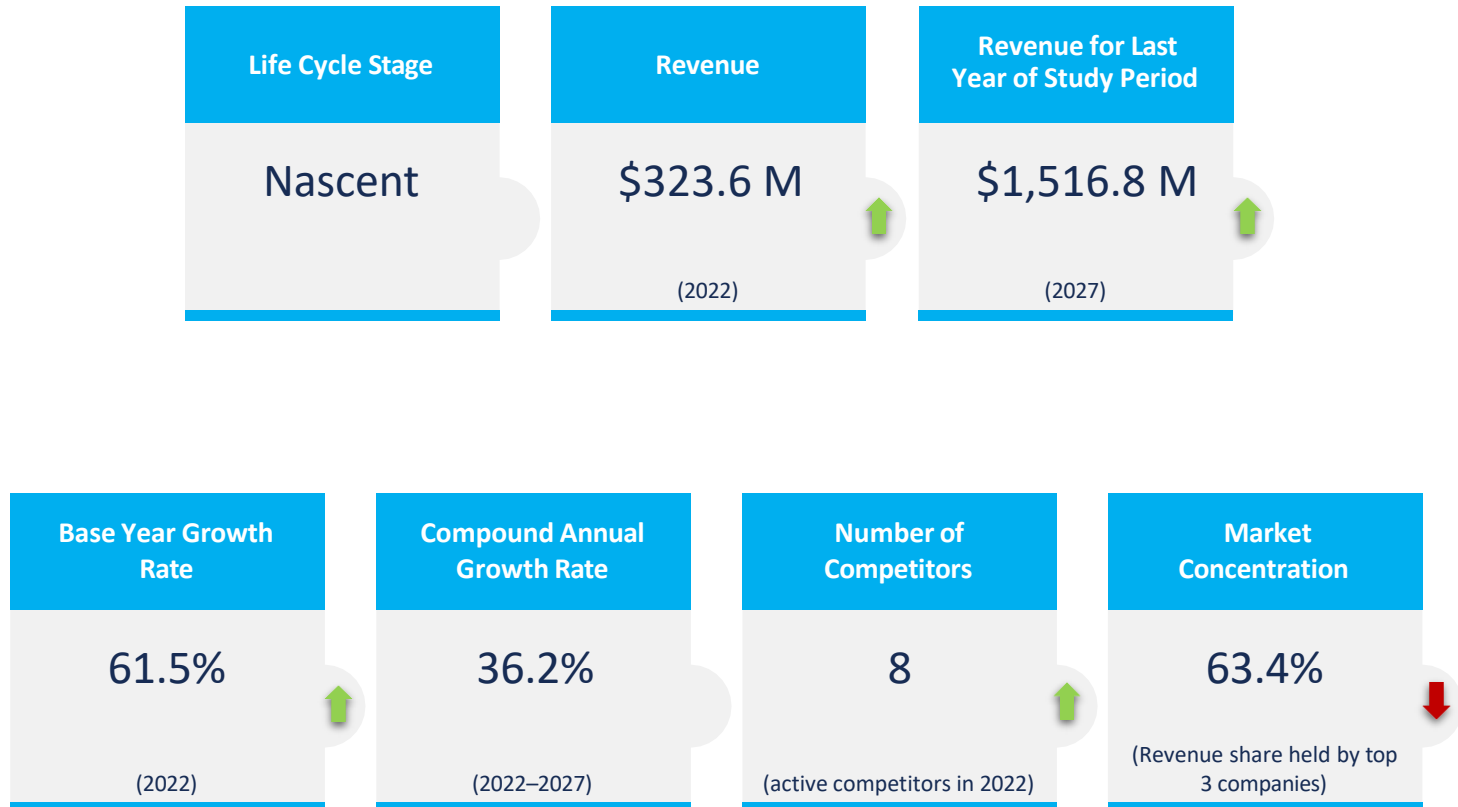 Life Cycle Stage
Revenue
Revenue for Last
Year of Study Period
Nascent
$323.6 M
$1,516.8 M
(2022)
(2027)
Base Year Growth
Rate
Compound Annual
Growth Rate
Number of
Competitors
Market
Concentration
61.5%
36.2%
8
63.4%
(2022)
(2022–2027)
(active competitors in 2022)
(Revenue share held by top
3 companies)